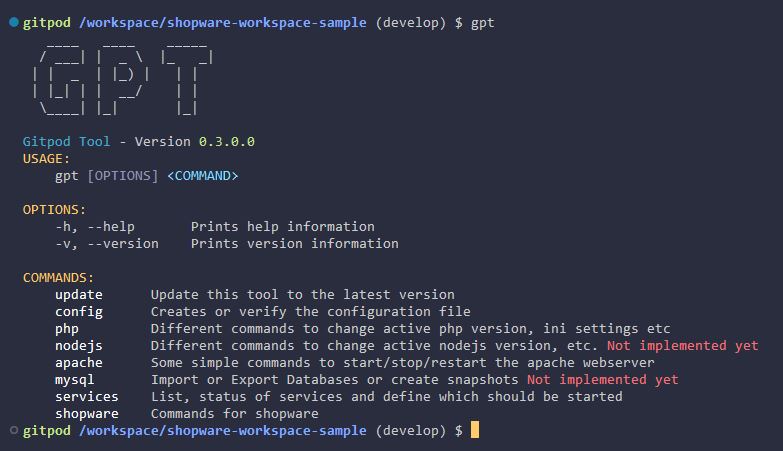 gitpod /workspace/shopware-workspace-sample (develop) $ gpt
GPT
Gitpod Tool - Version 0.3.0.0
USAGE:
gpt [OPTIONS] <COMMAND>
OPTIONS:
-h, --help Prints help information
-v, --version Prints version information
COMMANDS:
update Update this tool to the latest version
config Creates or verify the configuration file
php Different commands to change active php version, ini settings etc
nodejs Different commands to change active nodejs version, etc. Not implemented yet
apache Some simple commands to start/stop/restart the apache webserver
mysql Import or Export Databases or create snapshots Not implemented yet
services List, status of services and define which should be started
shopware Commands for shopware
gitpod /workspace/shopware-workspace-sample (develop) $